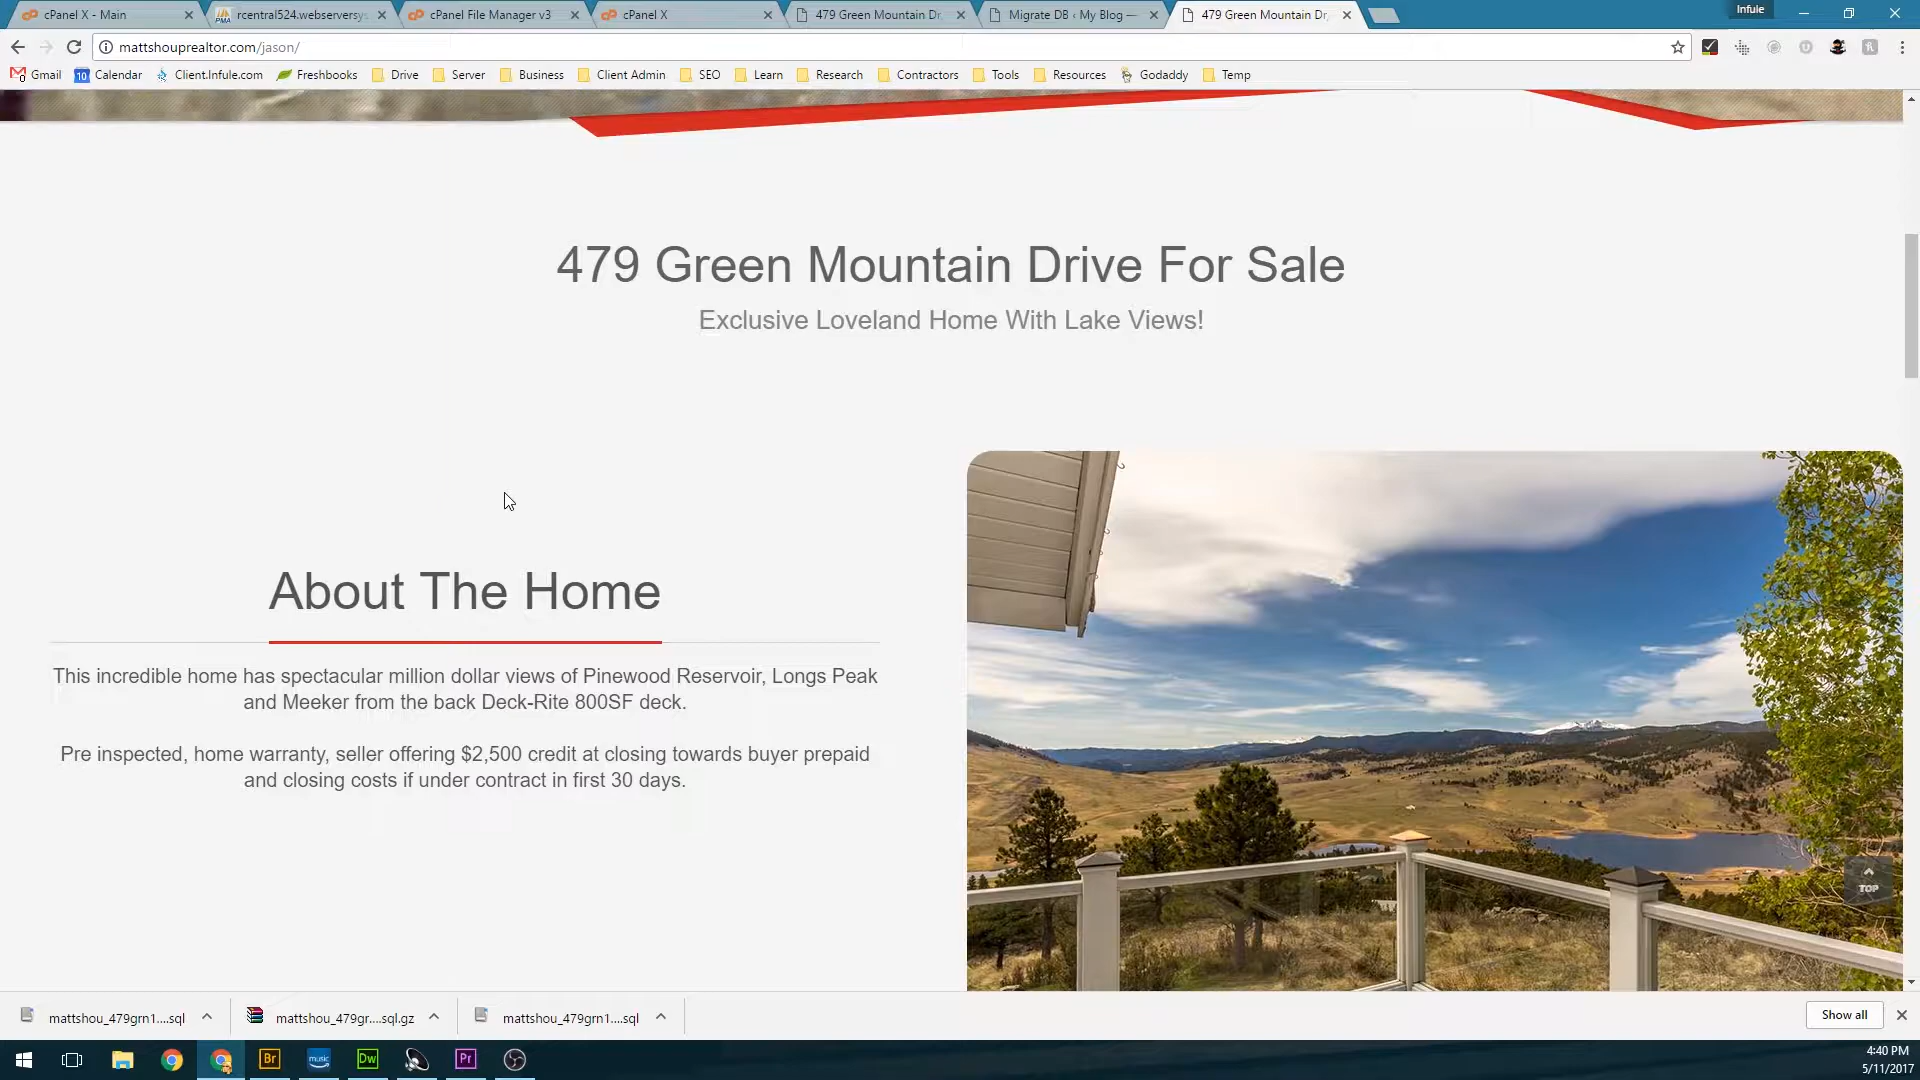 cPanel X - Main
rcentral524.webserversys
cPanel File Manager v3
cPanel X
479 Green Mountain Dr
Migrate DB ‹ My Blog —
479 Green Mountain Dr
Infule
mattshouprealtor.com/jason/
Gmail
10
Calendar
Client.Infule.com
Freshbooks
Drive
Server
Business
Client Admin
SEO
Learn
Research
Contractors
Tools
Resources
Godaddy
Temp
479 Green Mountain Drive For Sale
Exclusive Loveland Home With Lake Views!
About The Home
This incredible home has spectacular million dollar views of Pinewood Reservoir, Longs Peak
and Meeker from the back Deck-Rite 800SF deck.
Pre inspected, home warranty, seller offering $2,500 credit at closing towards buyer prepaid
and closing costs if under contract in first 30 days.
TOP
mattshou_479grn1....sql
mattshou_479gr....sql.gz
mattshou_479grn1....sql
Show all
Br
music
Dw
Pr
4:40 PM
5/11/2017